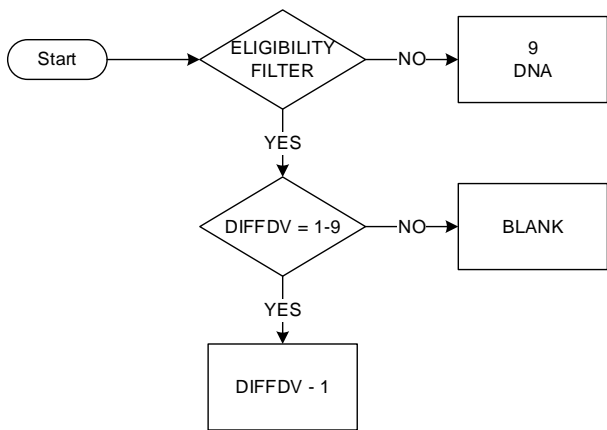 Start
ELIGIBILITY
FILTER
NO
9
DNA
YES
DIFFDV = 1-9
NO
BLANK
YES
DIFFDV - 1